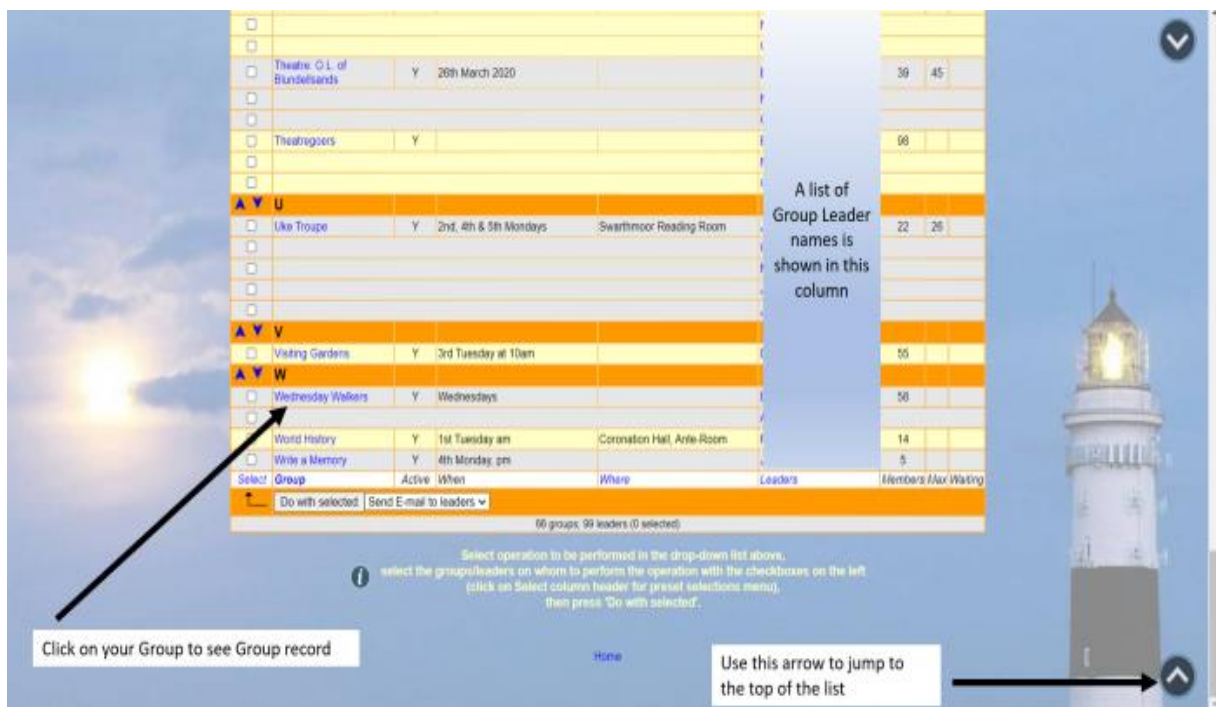 Theatre: O.L. of
Blundellsands Y 26th March 2020 39 45
Theatregoers Y 98
U
Uke Troupe Y 2nd, 4th & 5th Mondays Swarthmoor Reading Room 22 26
V
Visiting Gardens Y 3rd Tuesday at 10am 55
W
Wednesday Walkers Y Wednesdays 58
World History Y 1st Tuesday am Coronation Hall, Ante-Room 14
Write a Memory Y 4th Monday, pm 5
Select Group Active When Where Leaders Members Max Waiting
Do with selected Send E-mail to leaders
66 groups; 99 leaders (0 selected)
Select operation to be performed in the drop-down list above,
select the groups/leaders on whom to perform the operation with the checkboxes on the left
(click on Select column header for preset selections menu),
then press 'Do with selected'.
Home
A list of
Group Leader
names is
shown in this
column
Click on your Group to see Group record
Use this arrow to jump to
the top of the list